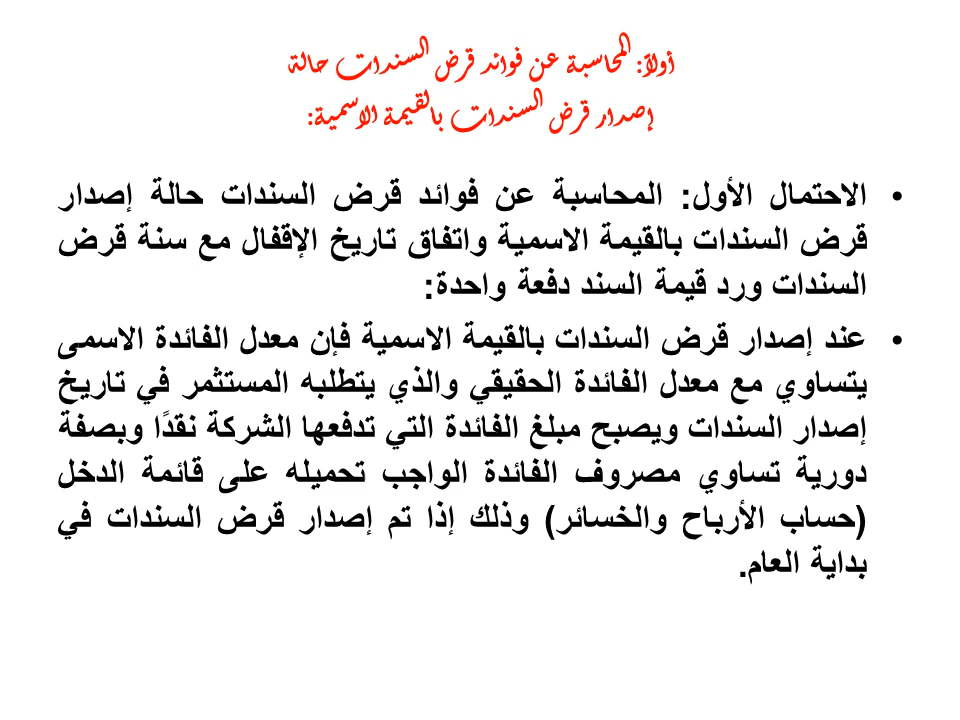 أولاً: المحاسبة عن فوائد قرض السندات حالة
إصدار قرض السندات بالقيمة الاسمية:
• الاحتمال الأول: المحاسبة عن فوائد قرض السندات حالة إصدار
قرض السندات بالقيمة الاسمية واتفاق تاريخ الإقفال مع سنة قرض
السندات ورد قيمة السند دفعة واحدة:
• عند إصدار قرض السندات بالقيمة الاسمية فإن معدل الفائدة الاسمى
يتساوي مع معدل الفائدة الحقيقي والذي يتطلبه المستثمر في تاريخ
إصدار السندات ويصبح مبلغ الفائدة التي تدفعها الشركة نقدًا وبصفة
دورية تساوي مصروف الفائدة الواجب تحميله على قائمة الدخل
(حساب الأرباح والخسائر) وذلك إذا تم إصدار قرض السندات في
بداية العام.